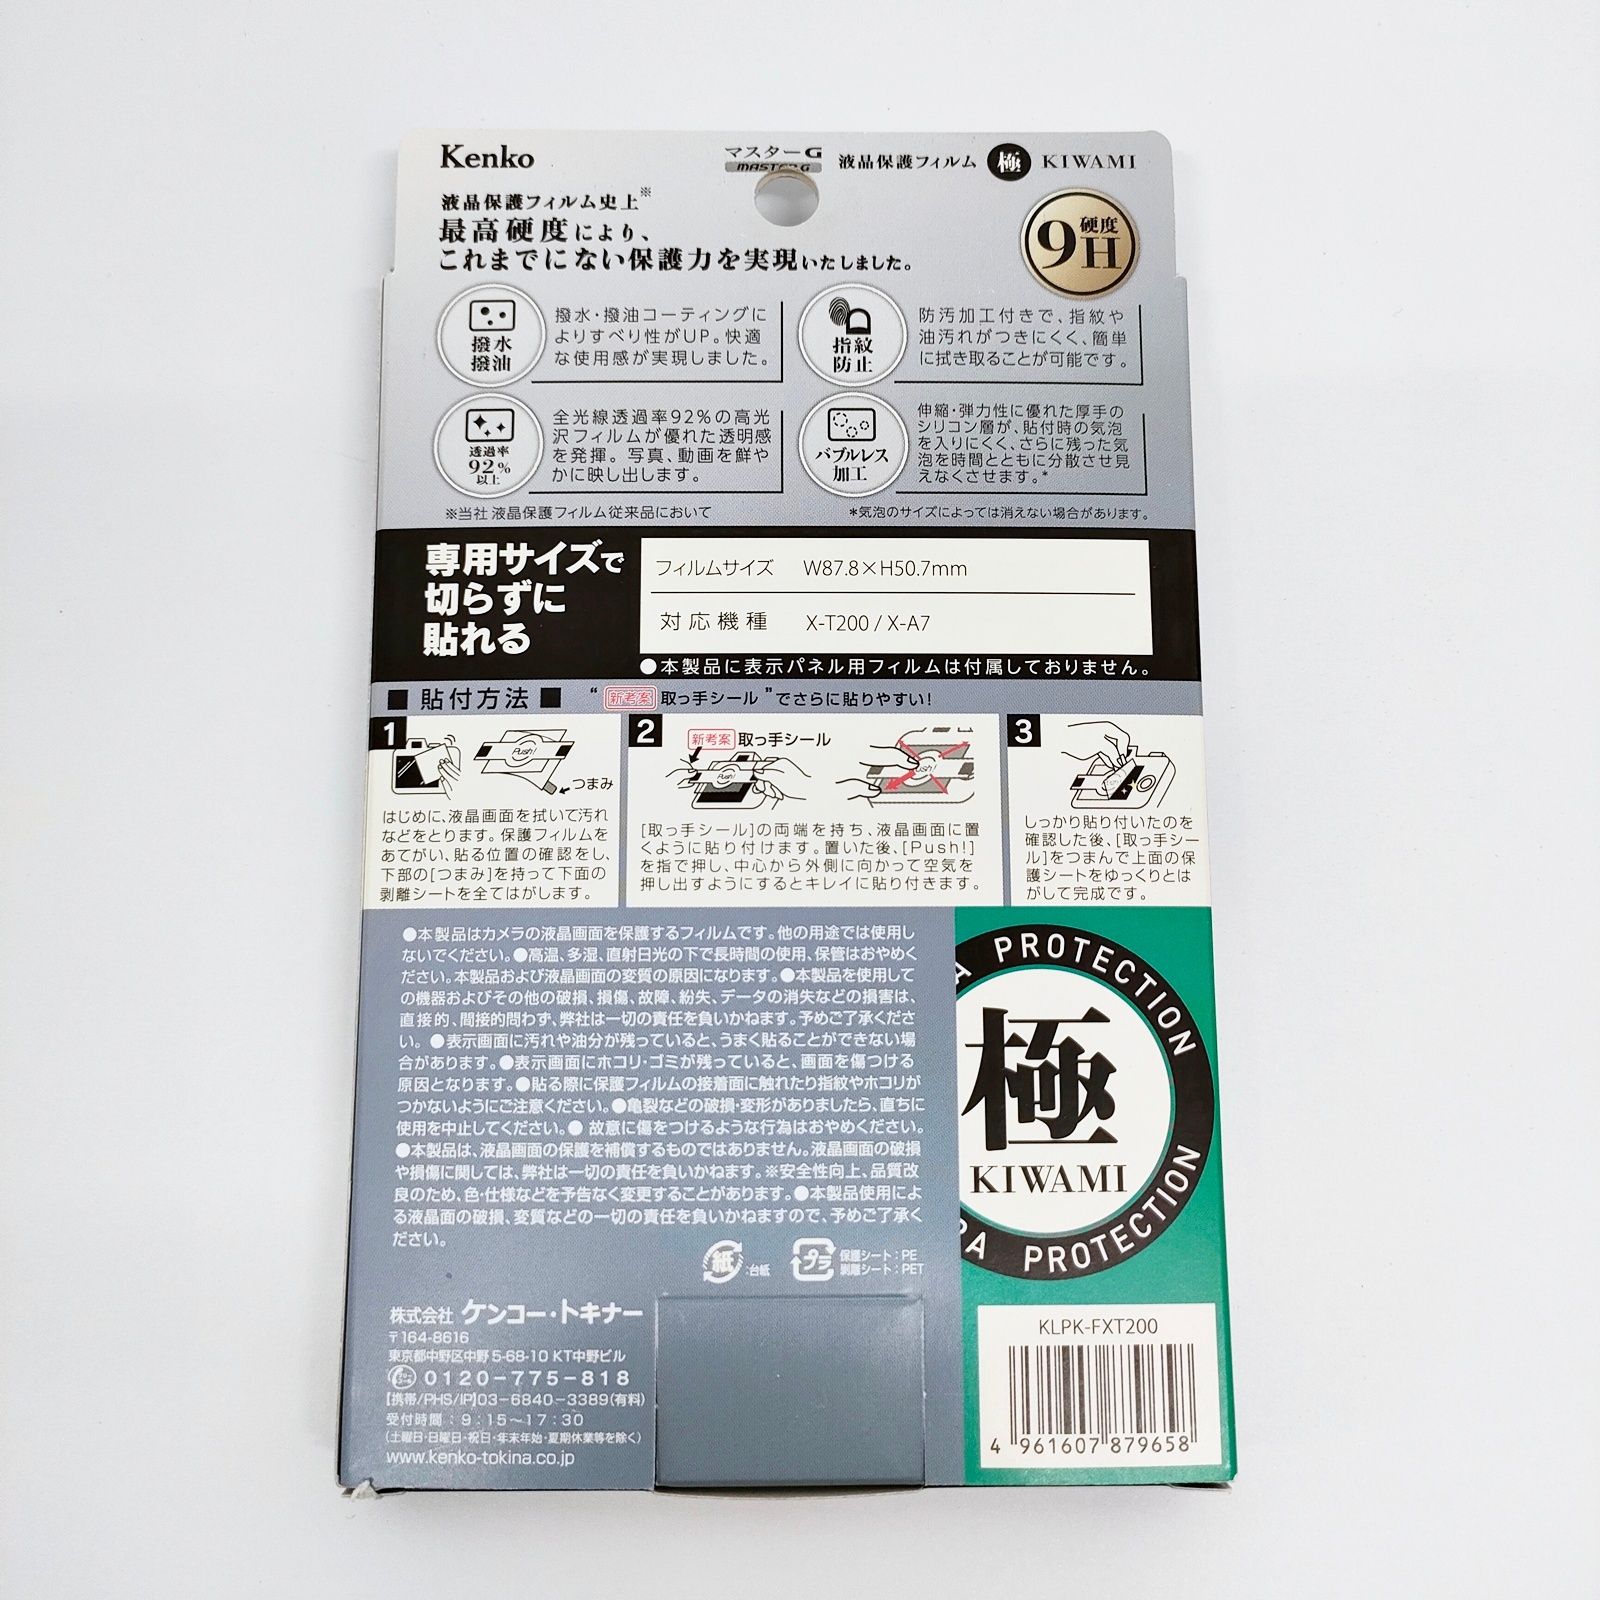 Kenko
マスターG
MASTER G
液晶保護フィルム 極 KIWAMI
液晶保護フィルム史上※
最高硬度により、
これまでにない保護力を実現いたしました。
硬度
9H
撥水
撥油
撥水・撥油コーティングに
よりすべり性がUP。快適
な使用感が実現しました。
指紋
防止
防汚加工付きで、指紋や
油汚れがつきにくく、簡単
に拭き取ることが可能です。
透過率
92%
以上
全光線透過率92%の高光
沢フィルムが優れた透明感
を発揮。写真、動画を鮮や
かに映し出します。
バブルレス
加工
伸縮・弾力性に優れた厚手の
シリコン層が、貼付時の気泡
を入りにくく、さらに残った気
泡を時間とともに分散させ見
えなくさせます。*
※当社 液晶保護フィルム従来品において
*気泡のサイズによっては消えない場合があります。
専用サイズで
切らずに
貼れる
フィルムサイズ W87.8×H50.7mm
対応機種 X-T200 / X-A7
●本製品に表示パネル用フィルムは付属しておりません。
■ 貼付方法 ■ “新考案 取っ手シール”でさらに貼りやすい!
1
Push!
つまみ
はじめに、液晶画面を拭いて汚れ
などをとります。保護フィルムを
あてがい、貼る位置の確認をし、
下部の[つまみ]を持って下面の
剥離シートを全てはがします。
2
新考案 取っ手シール
[取っ手シール]の両端を持ち、液晶画面に置
くように貼り付けます。置いた後、[Push!]
を指で押し、中心から外側に向かって空気を
押し出すようにするとキレイに貼り付きます。
3
しっかり貼り付いたのを
確認した後、[取っ手シー
ル]をつまんで上面の保
護シートをゆっくりとは
がして完成です。
●本製品はカメラの液晶画面を保護するフィルムです。他の用途では使用し
ないでください。●高温、多湿、直射日光の下で長時間の使用、保管はおやめく
ださい。本製品および液晶画面の変質の原因になります。●本製品を使用して
の機器およびその他の破損、損傷、故障、紛失、データの消失などの損害は、
直接的、間接的問わず、弊社は一切の責任を負いかねます。予めご了承くださ
い。●表示画面に汚れや油分が残っていると、うまく貼ることができない場
合があります。●表示画面にホコリ・ゴミが残っていると、画面を傷つける
原因となります。●貼る際に保護フィルムの接着面に触れたり指紋やホコリが
つかないようにご注意ください。●亀裂などの破損・変形がありましたら、直ちに
使用を中止してください。● 故意に傷をつけるような行為はおやめください。
●本製品は、液晶画面の保護を補償するものではありません。液晶画面の破損
や損傷に関しては、弊社は一切の責任を負いかねます。※安全性向上、品質改
良のため、色・仕様などを予告なく変更することがあります。●本製品使用によ
る液晶面の破損、変質などの一切の責任を負いかねますので、予めご了承く
ださい。
紙 :台紙
プラ 保護シート:PE
剥離シート:PET
A PROTECTION
極
KIWAMI
RA PROTECTION
株式会社 ケンコー・トキナー
〒164-8616
東京都中野区中野 5-68-10 KT中野ビル
0120-775-818
【携帯/PHS/IP】03-6840-3389(有料)
受付時間:9:15~17:30
(土曜日・日曜日・祝日・年末年始・夏期休業等を除く)
www.kenko-tokina.co.jp
KLPK-FXT200
4 961607 879658